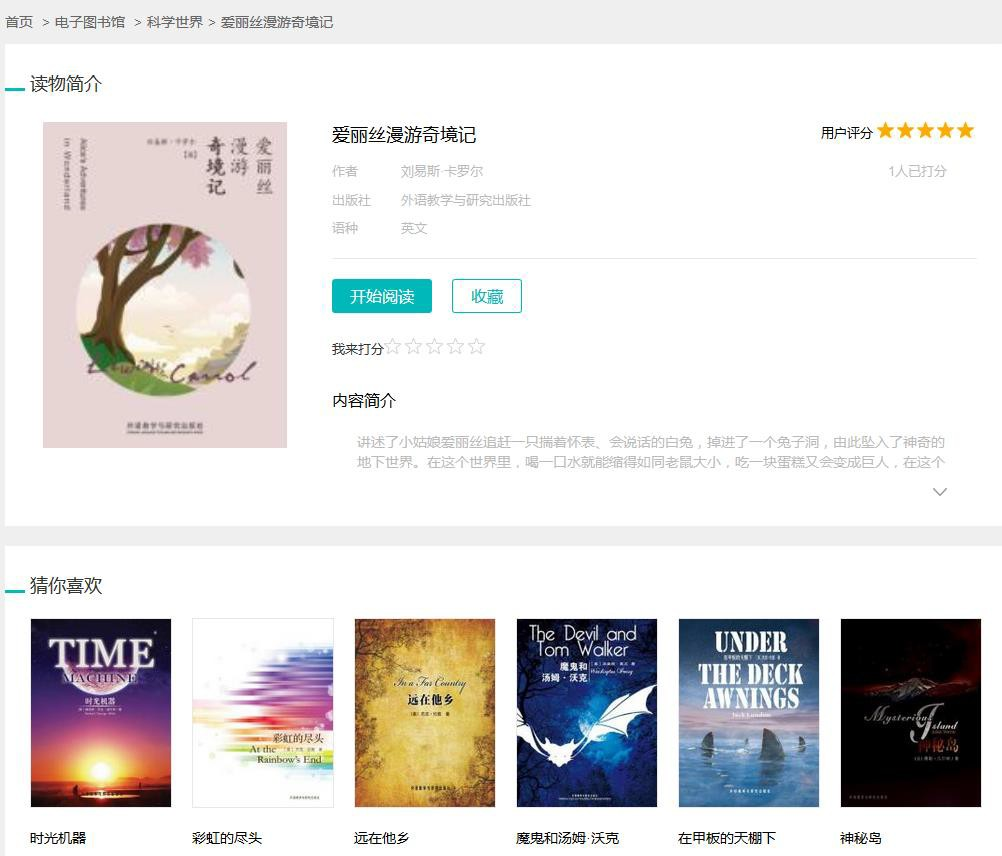 首页 > 电子图书馆 > 科学世界 > 爱丽丝漫游奇境记
读物简介
爱丽丝
漫游
奇境记
Alice's Adventures
in Wonderland
外语教学与研究出版社
爱丽丝漫游奇境记
用户评分
作者 刘易斯·卡罗尔
1人已打分
出版社 外语教学与研究出版社
语种 英文
开始阅读
收藏
我来打分
内容简介
讲述了小姑娘爱丽丝追赶一只揣着怀表、会说话的白兔，掉进了一个兔子洞，由此坠入了神奇的
地下世界。在这个世界里，喝一口水就能缩得如同老鼠大小，吃一块蛋糕又会变成巨人，在这个
猜你喜欢
TIME
MACHINE
时光机器
彩虹的尽头
At the
Rainbow's End
In a Far Country
远在他乡
The Devil and
Tom Walker
魔鬼和
汤姆·沃克
Washington Irving
UNDER
THE DECK
AWNINGS
Jack London
Mysterious
Island
神秘岛
时光机器
彩虹的尽头
远在他乡
魔鬼和汤姆·沃克
在甲板的天棚下
神秘岛